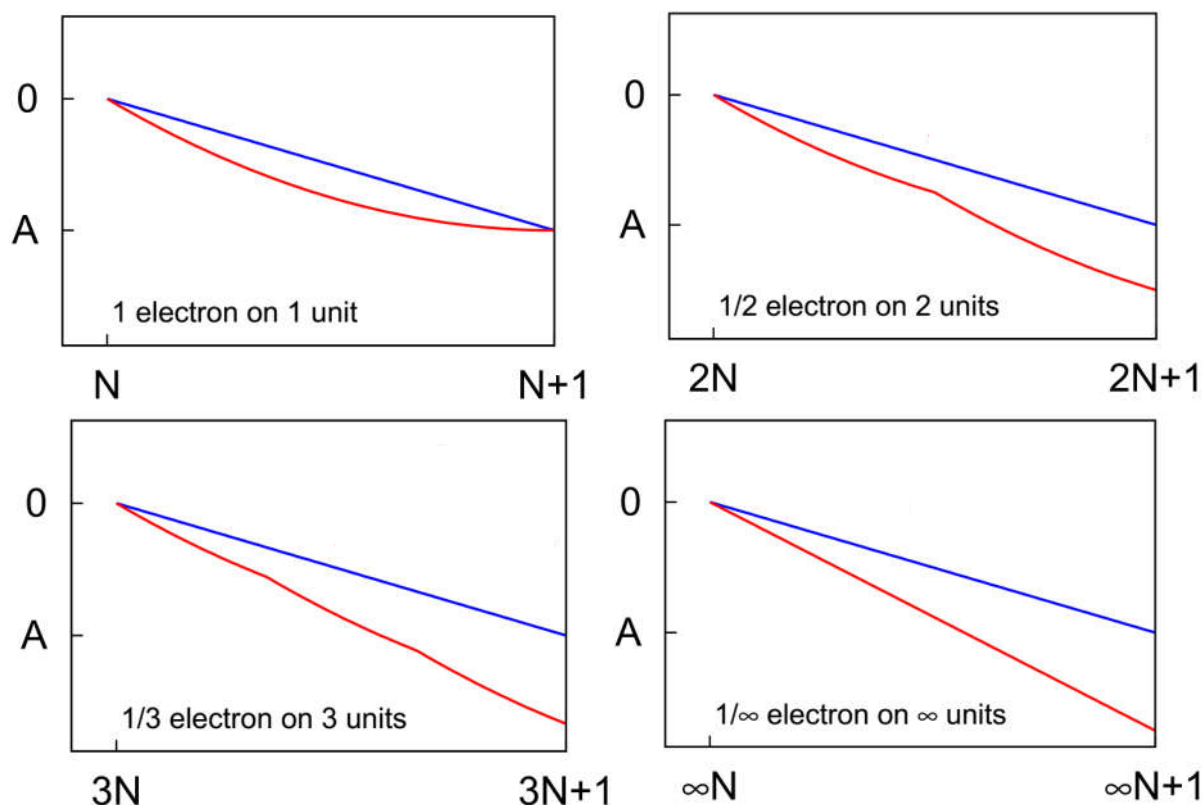 0
A
1 electron on 1 unit
N N+1
0
A
1/2 electron on 2 units
2N 2N+1
0
A
1/3 electron on 3 units
3N 3N+1
0
A
1/∞ electron on ∞ units
∞N ∞N+1